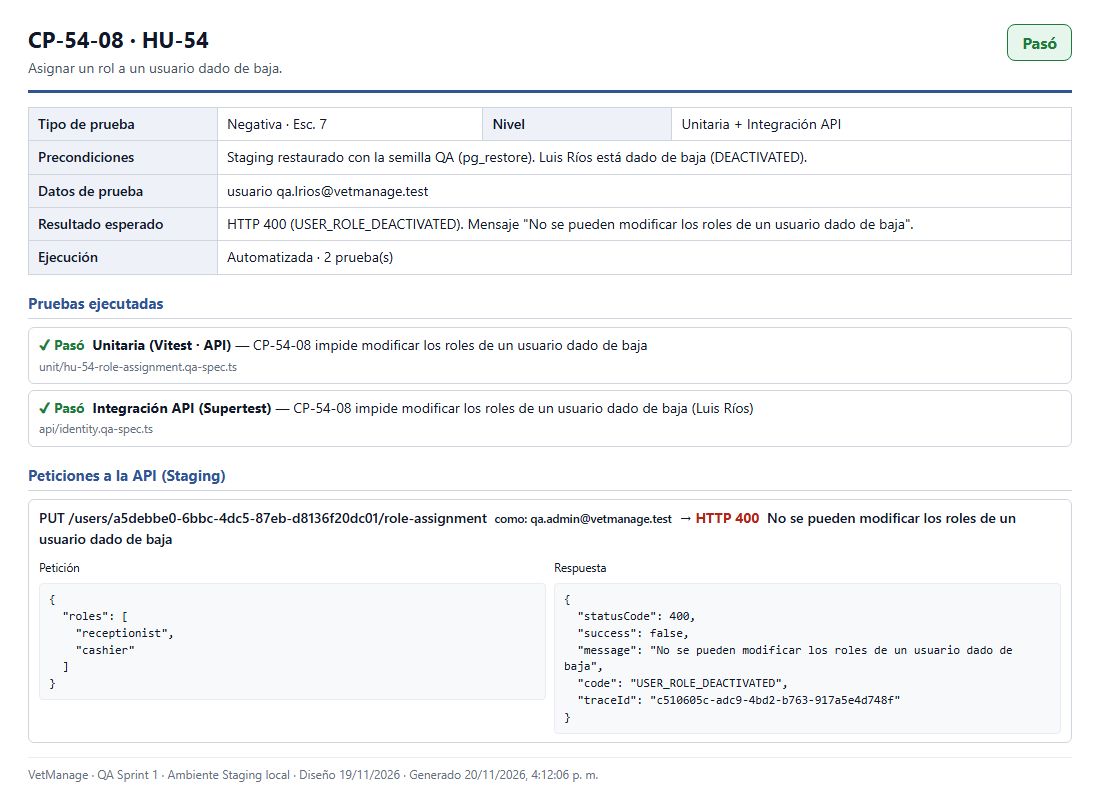 CP-54-08 · HU-54
Pasó
Asignar un rol a un usuario dado de baja.
Tipo de prueba
Negativa · Esc. 7
Nivel
Unitaria + Integración API
Precondiciones
Staging restaurado con la semilla QA (pg_restore). Luis Ríos está dado de baja (DEACTIVATED).
Datos de prueba
usuario qa.lrios@vetmanage.test
Resultado esperado
HTTP 400 (USER_ROLE_DEACTIVATED). Mensaje "No se pueden modificar los roles de un usuario dado de baja".
Ejecución
Automatizada · 2 prueba(s)
Pruebas ejecutadas
✓ Pasó Unitaria (Vitest · API) — CP-54-08 impide modificar los roles de un usuario dado de baja
unit/hu-54-role-assignment.qa-spec.ts
✓ Pasó Integración API (Supertest) — CP-54-08 impide modificar los roles de un usuario dado de baja (Luis Ríos)
api/identity.qa-spec.ts
Peticiones a la API (Staging)
PUT /users/a5debbe0-6bbc-4dc5-87eb-d8136f20dc01/role-assignment como: qa.admin@vetmanage.test → HTTP 400 No se pueden modificar los roles de un
usuario dado de baja
Petición
{
  "roles": [
    "receptionist",
    "cashier"
  ]
}
Respuesta
{
  "statusCode": 400,
  "success": false,
  "message": "No se pueden modificar los roles de un usuario dado de
baja",
  "code": "USER_ROLE_DEACTIVATED",
  "traceId": "c510605c-adc9-4bd2-b763-917a5e4d748f"
}
VetManage · QA Sprint 1 · Ambiente Staging local · Diseño 19/11/2026 · Generado 20/11/2026, 4:12:06 p. m.